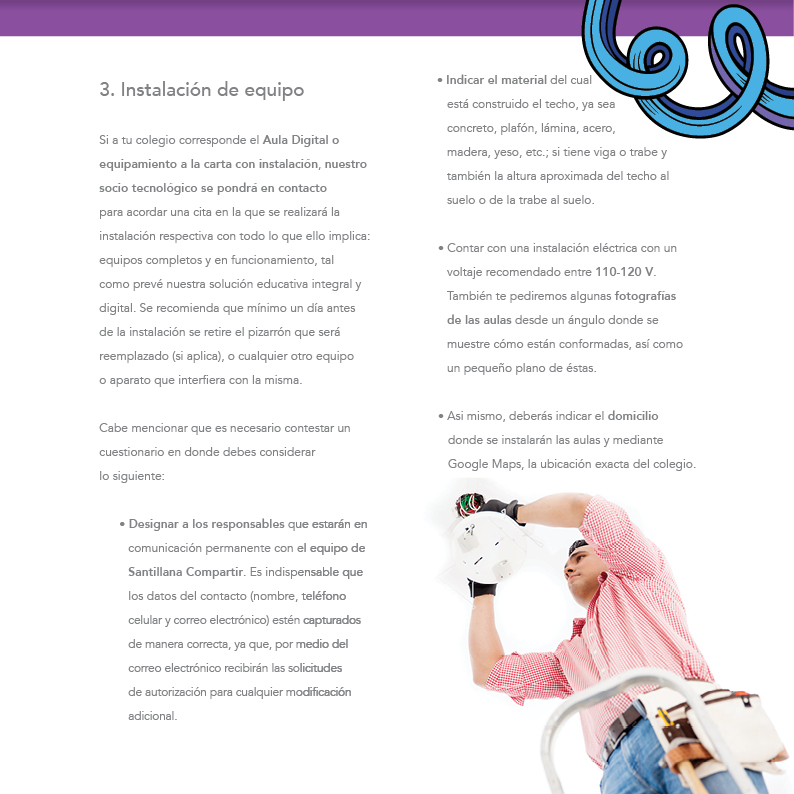 3. Instalación de equipo
Si a tu colegio corresponde el Aula Digital o
equipamiento a la carta con instalación, nuestro
socio tecnológico se pondrá en contacto
para acordar una cita en la que se realizará la
instalación respectiva con todo lo que ello implica:
equipos completos y en funcionamiento, tal
como prevé nuestra solución educativa integral y
digital. Se recomienda que mínimo un día antes
de la instalación se retire el pizarrón que será
reemplazado (si aplica), o cualquier otro equipo
o aparato que interfiera con la misma.
Cabe mencionar que es necesario contestar un
cuestionario en donde debes considerar
lo siguiente:
• Designar a los responsables que estarán en
comunicación permanente con el equipo de
Santillana Compartir. Es indispensable que
los datos del contacto (nombre, teléfono
celular y correo electrónico) estén capturados
de manera correcta, ya que, por medio del
correo electrónico recibirán las solicitudes
de autorización para cualquier modificación
adicional.
• Indicar el material del cual
está construido el techo, ya sea
concreto, plafón, lámina, acero,
madera, yeso, etc.; si tiene viga o trabe y
también la altura aproximada del techo al
suelo o de la trabe al suelo.
• Contar con una instalación eléctrica con un
voltaje recomendado entre 110-120 V.
También te pediremos algunas fotografías
de las aulas desde un ángulo donde se
muestre cómo están conformadas, así como
un pequeño plano de éstas.
• Asi mismo, deberás indicar el domicilio
donde se instalarán las aulas y mediante
Google Maps, la ubicación exacta del colegio.